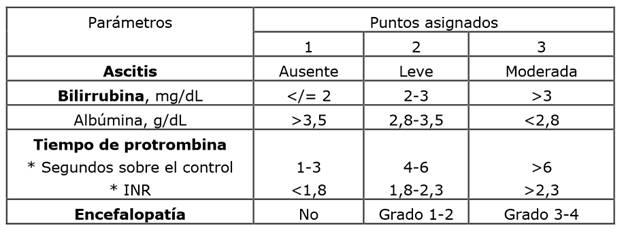 Parámetros Puntos asignados
1 2 3
Ascitis Ausente Leve Moderada
Bilirrubina, mg/dL </= 2 2-3 >3
Albúmina, g/dL >3,5 2,8-3,5 <2,8
Tiempo de protrombina
* Segundos sobre el control 1-3 4-6 >6
* INR <1,8 1,8-2,3 >2,3
Encefalopatía No Grado 1-2 Grado 3-4